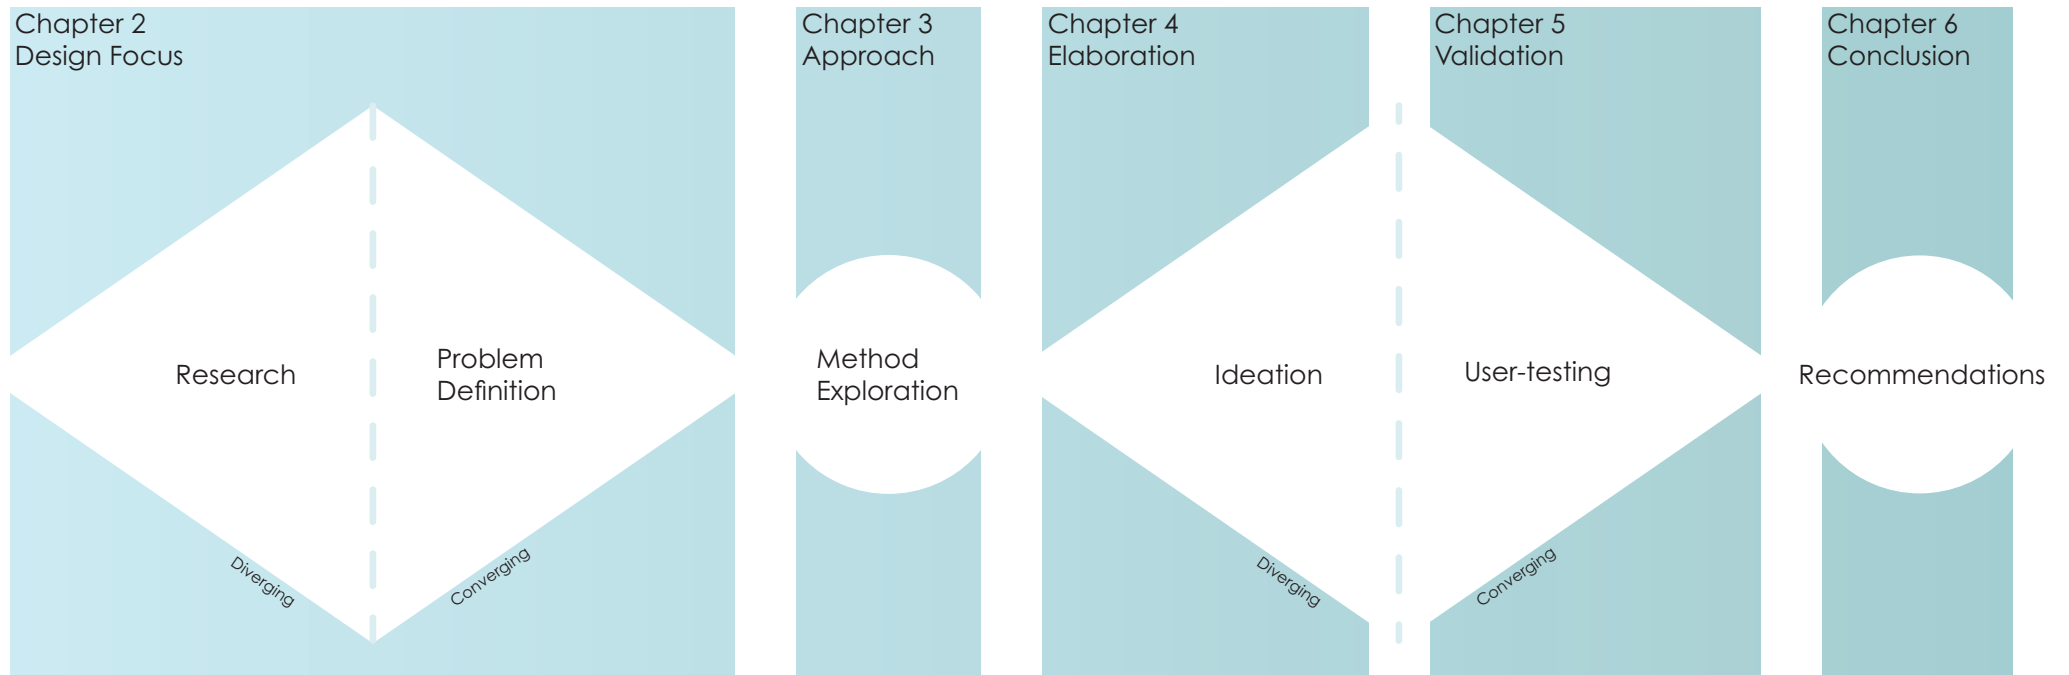 Chapter 2
Design Focus
Chapter 3
Approach
Chapter 4
Elaboration
Chapter 5
Validation
Chapter 6
Conclusion
Research
Problem
Definition
Method
Exploration
Ideation
User-testing
Recommendations
Diverging
Converging
Diverging
Converging